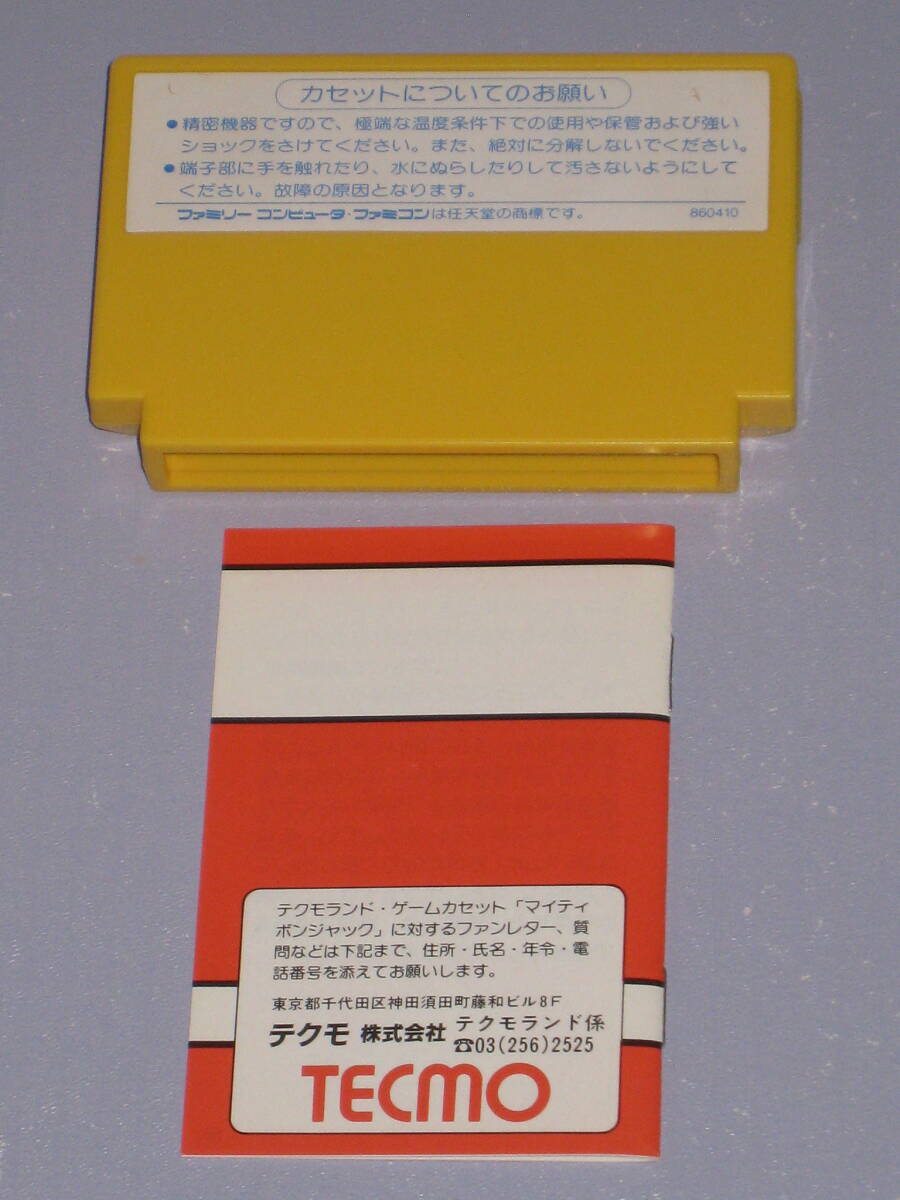 カセットについてのお願い
●精密機器ですので、極端な温度条件下での使用や保管および強い
ショックをさけてください。また、絶対に分解しないでください。
●端子部に手を触れたり、水にぬらしたりして汚さないようにして
ください。故障の原因となります。
ファミリーコンピュータ・ファミコンは任天堂の商標です。 860410
テクモランド・ゲームカセット「マイティ
ボンジャック」に対するファンレター、質
問などは下記まで、住所・氏名・年令・電
話番号を添えてお願いします。
東京都千代田区神田須田町藤和ビル8F
テクモ 株式会社 テクモランド係
☎03(256)2525
TECMO